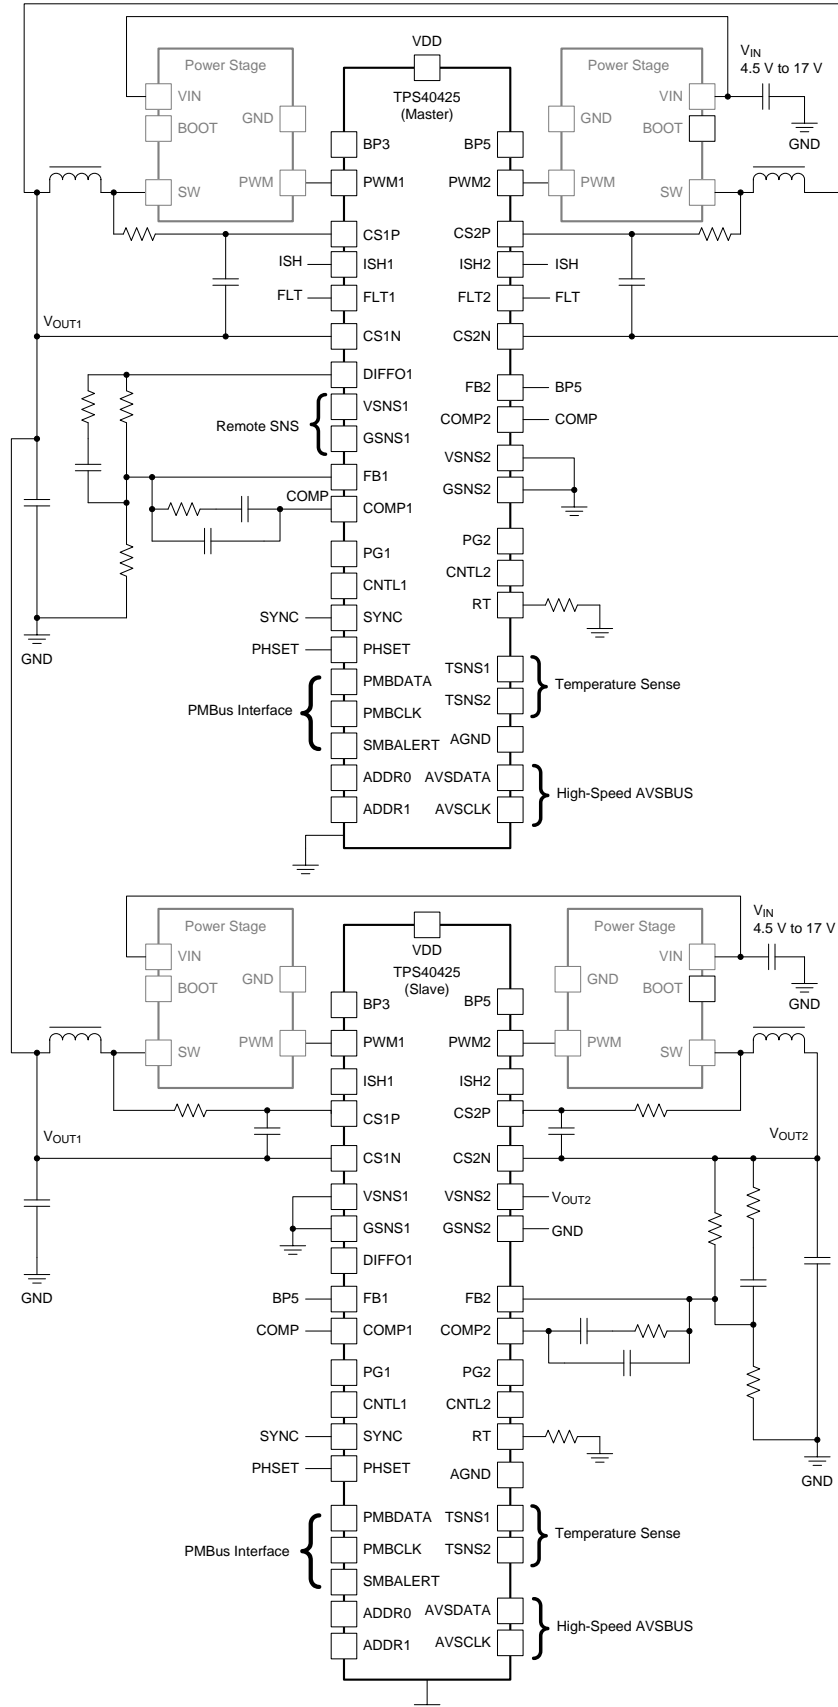 VDD
VIN
4.5 V to 17 V
Power Stage
Power Stage
VIN
TPS40425
(Master)
VIN
BOOT
GND
GND
BOOT
GND
BP3
BP5
SW
PWM
PWM1
PWM2
PWM
SW
CS1P
CS2P
ISH
ISH1
ISH2
ISH
FLT
FLT1
FLT2
FLT
VOUT1
CS1N
CS2N
DIFFO1
FB2
BP5
VSNS1
COMP2
COMP
Remote SNS
GSNS1
VSNS2
FB1
GSNS2
COMP
COMP1
PG1
PG2
CNTL1
CNTL2
RT
SYNC
SYNC
PHSET
PHSET
GND
TSNS1
PMBDATA
Temperature Sense
TSNS2
PMBus Interface
PMBCLK
SMBALERT
AGND
ADDR0
AVSDATA
High-Speed AVSBUS
ADDR1
AVSCLK
VIN
4.5 V to 17 V
Power Stage
Power Stage
VDD
VIN
TPS40425
(Slave)
VIN
BOOT
GND
GND
BOOT
GND
BP3
BP5
SW
PWM
PWM1
PWM2
PWM
SW
ISH1
ISH2
CS1P
CS2P
VOUT1
VOUT2
CS1N
CS2N
VSNS1
VSNS2
VOUT2
GSNS1
GSNS2
GND
DIFFO1
GND
BP5
FB1
FB2
COMP
COMP1
COMP2
PG1
PG2
CNTL1
CNTL2
SYNC
SYNC
RT
PHSET
PHSET
AGND
GND
PMBDATA
TSNS1
Temperature Sense
PMBus Interface
PMBCLK
TSNS2
SMBALERT
ADDR0
AVSDATA
High-Speed AVSBUS
ADDR1
AVSCLK